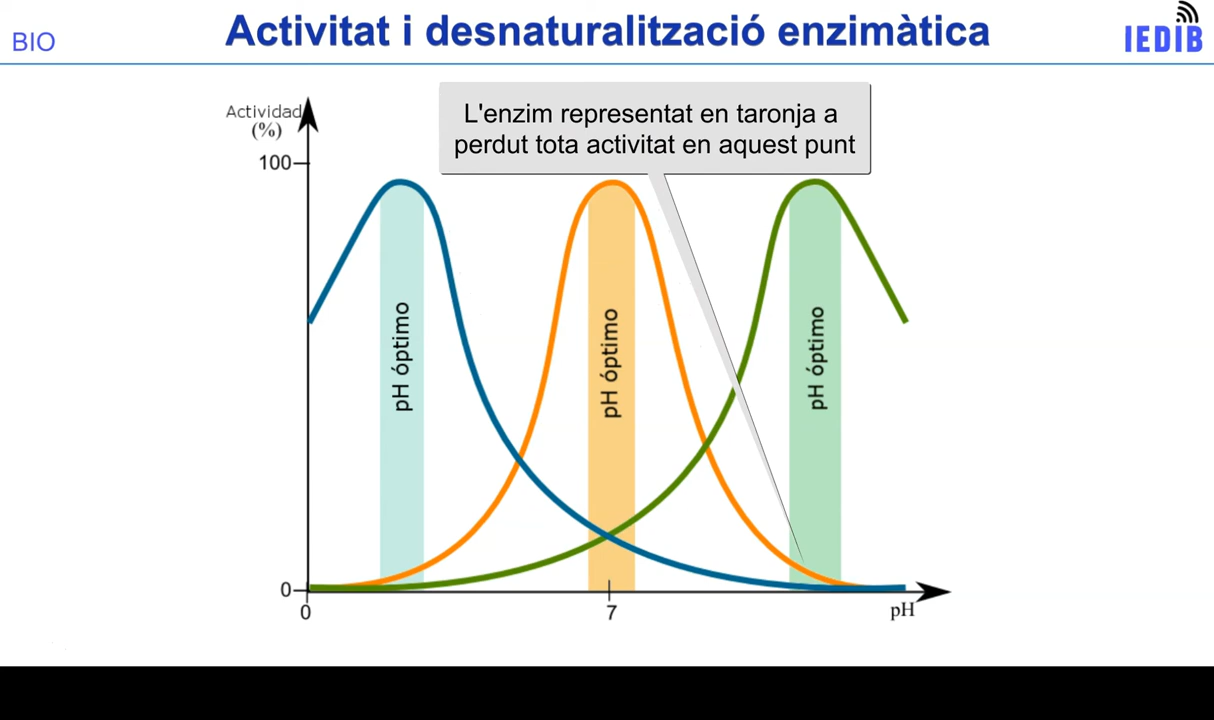 BIO
Activitat i desnaturalització enzimàtica
IEDIB
L'enzim representat en taronja a
perdut tota activitat en aquest punt
Actividad
(%)
100
pH óptimo
pH óptimo
pH óptimo
0
0
7
pH